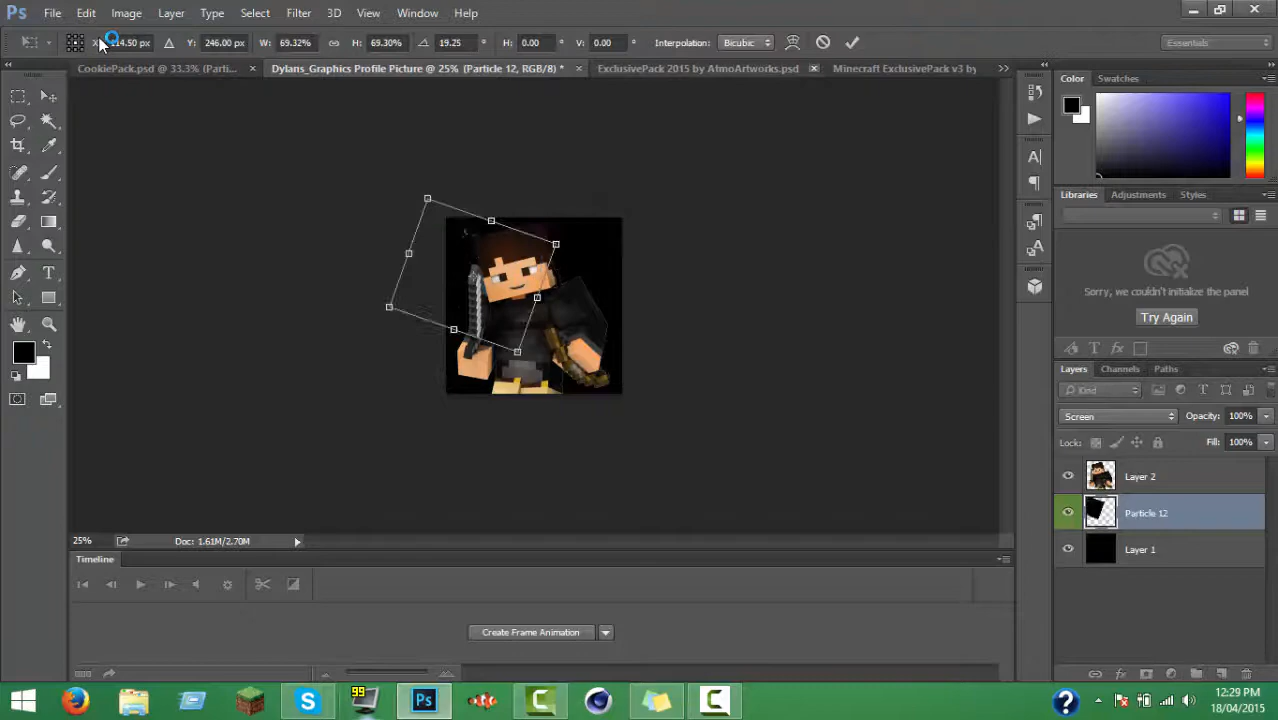 Ps File Edit Image Layer Type Select Filter 3D View Window Help
14.50 px Y: 246.00 px W: 69.32% H: 69.30% 19.25 ° H: 0.00 ° V: 0.00 ° Interpolation: Bicubic Essentials
CookiePack.psd @ 33.3% (Parti... × Dylans_Graphics Profile Picture @ 25% (Particle 12, RGB/8) * × ExclusivePack 2015 by AtmoArtworks.psd × Minecraft ExclusivePack v3 by >>
Color Swatches
Libraries Adjustments Styles
Sorry, we couldn't initialize the panel
Try Again
Layers Channels Paths
Kind
Screen Opacity: 100%
Lock: Fill: 100%
Layer 2
Particle 12
Layer 1
25% Doc: 1.61M/2.70M
Timeline
Create Frame Animation
99
Ps
12:29 PM
18/04/2015